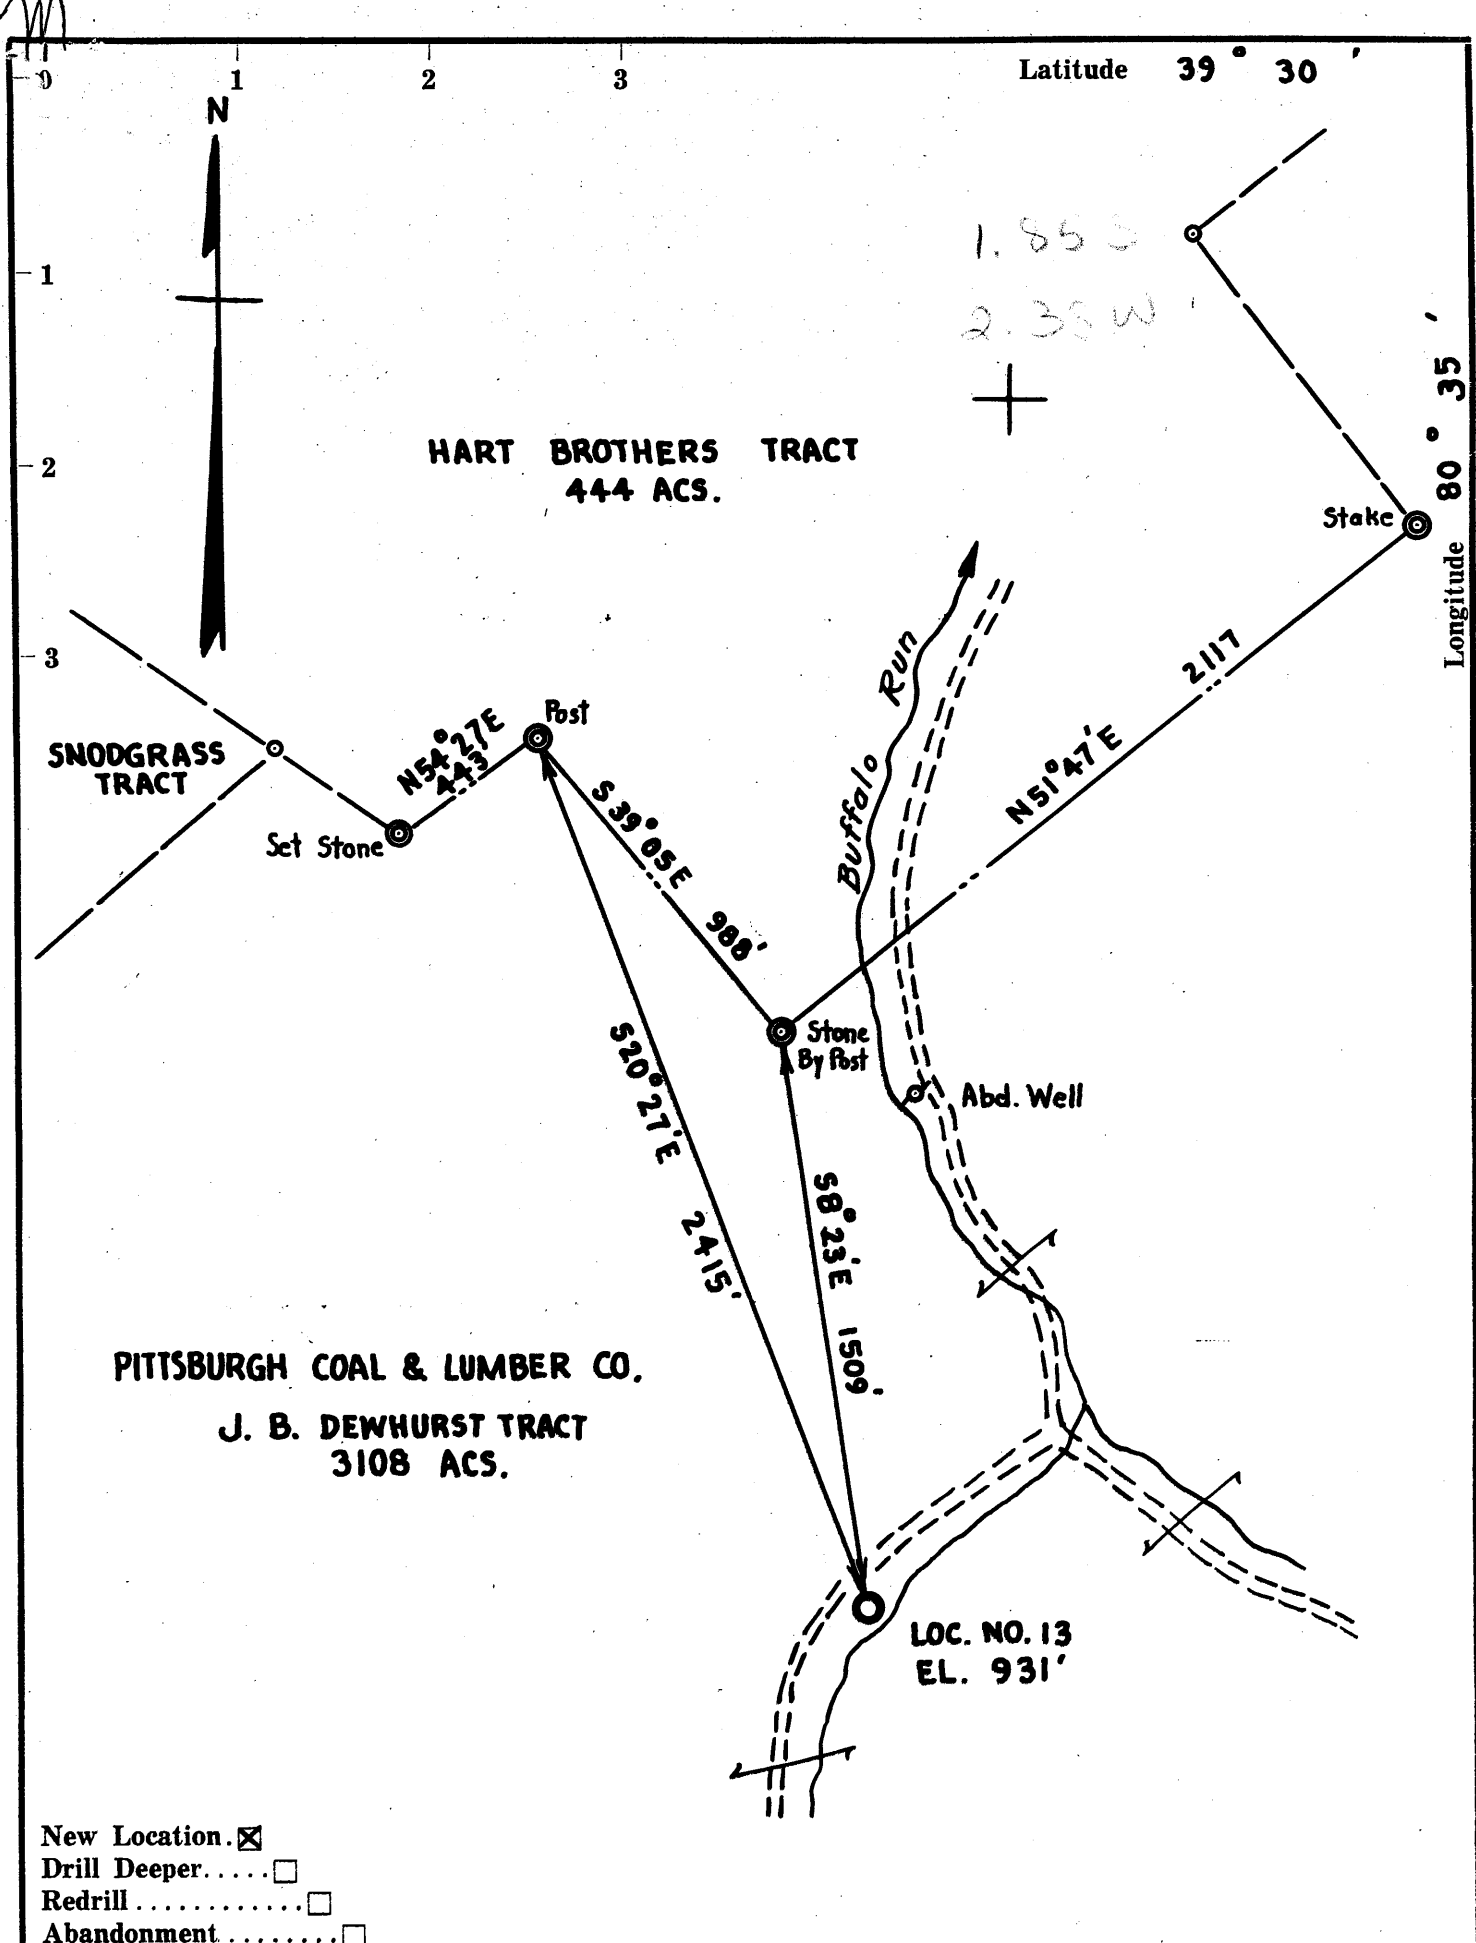 0 1 2 3
Latitude 39° 30'
N
1
2
3
1.85 S
2.3 W
Longitude 80° 35'
HART BROTHERS TRACT
444 ACS.
Stake
2117
Run
Buffalo
Post
N54°27'E
443'
SNODGRASS
TRACT
Set Stone
S39°05E
988'
N51°47'E
Stone
By Post
Abd. Well
S20°27'E 2415'
S8°23'E 1509'
PITTSBURGH COAL & LUMBER CO.
J. B. DEWHURST TRACT
3108 ACS.
LOC. NO. 13
EL. 931'
New Location. ☒
Drill Deeper..... ☐
Redrill ............ ☐
Abandonment ........ ☐